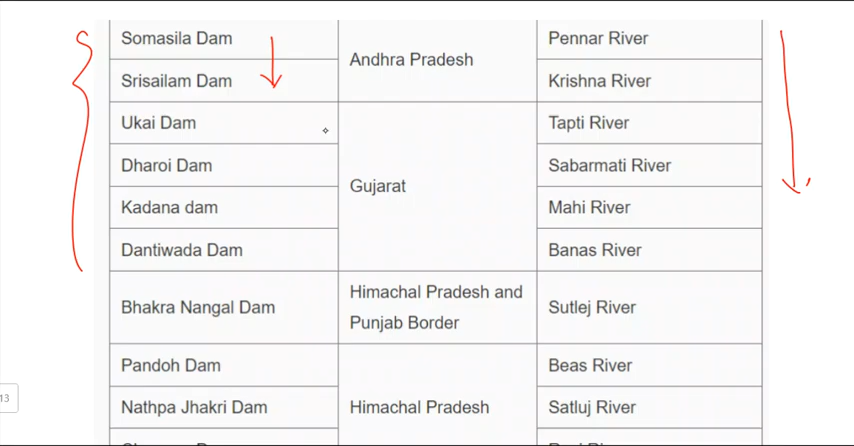 Somasila Dam
Andhra Pradesh
Pennar River
Srisailam Dam
Krishna River
Ukai Dam
Gujarat
Tapti River
Dharoi Dam
Sabarmati River
Kadana dam
Mahi River
Dantiwada Dam
Banas River
Bhakra Nangal Dam
Himachal Pradesh and
Punjab Border
Sutlej River
Pandoh Dam
Himachal Pradesh
Beas River
Nathpa Jhakri Dam
Satluj River
13